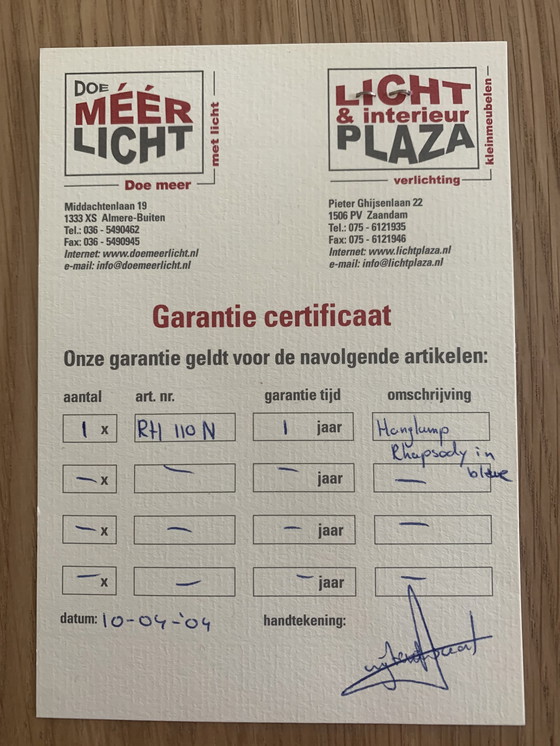 DOE
MÉÉR
LICHT
met licht
Doe meer
Middachtenlaan 19
1333 XS Almere-Buiten
Tel.: 036 - 5490462
Fax: 036 - 5490945
Internet: www.doemeerlicht.nl
e-mail: info@doemeerlicht.nl
LICHT
& interieur
PLAZA
kleinmeubelen
verlichting
Pieter Ghijsenlaan 22
1506 PV Zaandam
Tel.: 075 - 6121935
Fax: 075 - 6121946
Internet: www.lichtplaza.nl
e-mail: info@lichtplaza.nl
Garantie certificaat
Onze garantie geldt voor de navolgende artikelen:
aantal art. nr. garantie tijd omschrijving
1 x RH 110 N 1 jaar Hanglamp
Rhapsody in
blue
— x — — jaar —
— x — — jaar —
— x — — jaar —
datum: 10-04-'04 handtekening: